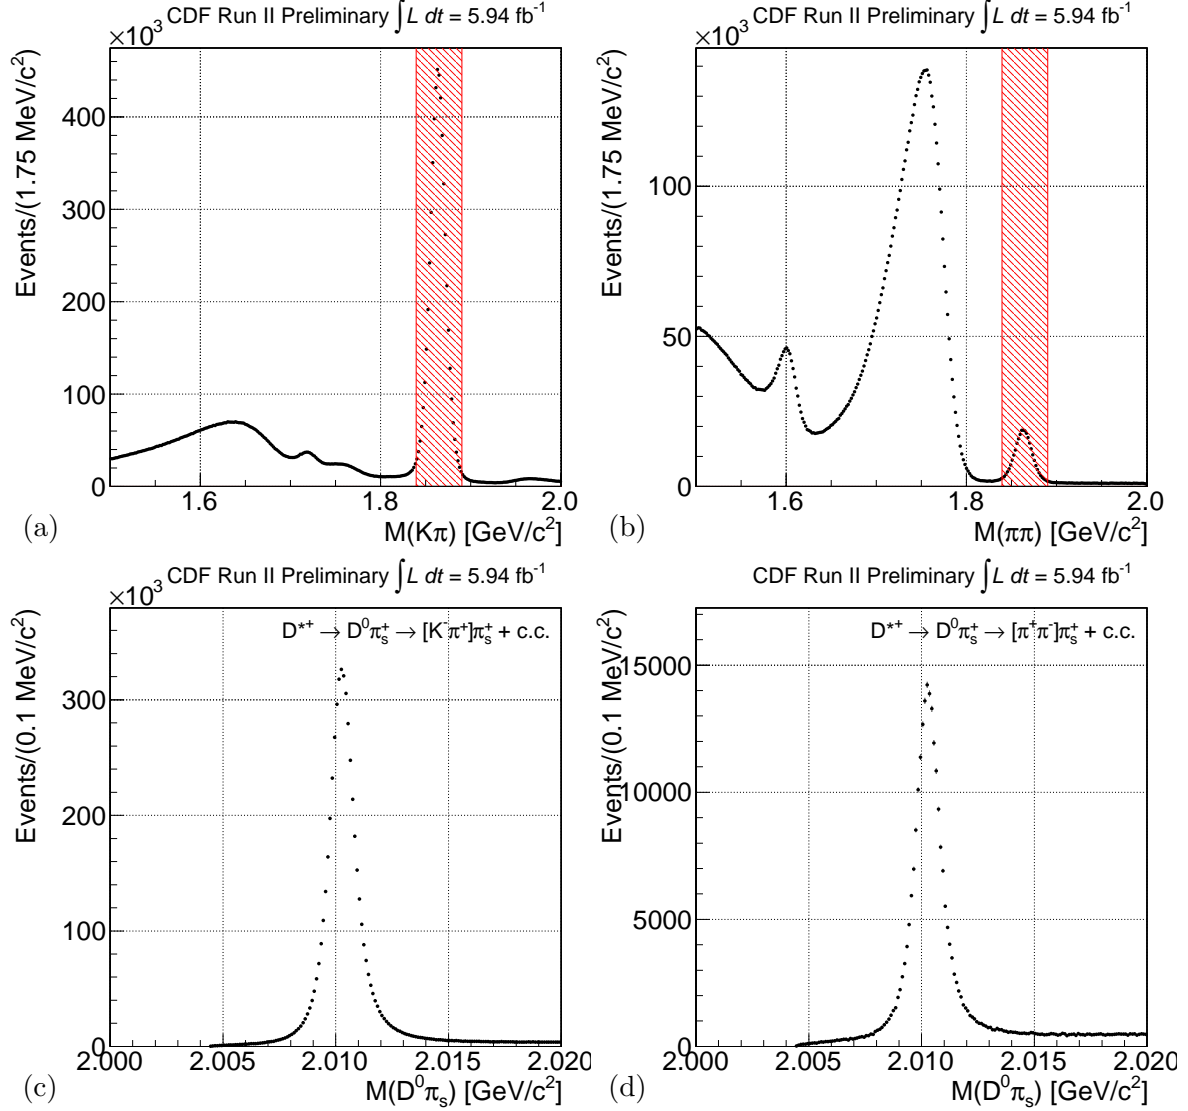 CDF Run II Preliminary ∫L dt = 5.94 fb⁻¹
×10³
Events/(1.75 MeV/c²)
400
300
200
100
0
1.6
1.8
2.0
M(Kπ) [GeV/c²]
(a)
CDF Run II Preliminary ∫L dt = 5.94 fb⁻¹
×10³
Events/(1.75 MeV/c²)
100
50
0
1.6
1.8
2.0
M(ππ) [GeV/c²]
(b)
CDF Run II Preliminary ∫L dt = 5.94 fb⁻¹
×10³
D*⁺ → D⁰πₛ⁺ → [K⁻π⁺]πₛ⁺ + c.c.
Events/(0.1 MeV/c²)
300
200
100
0
2.000
2.005
2.010
2.015
2.020
M(D⁰πₛ) [GeV/c²]
(c)
CDF Run II Preliminary ∫L dt = 5.94 fb⁻¹
D*⁺ → D⁰πₛ⁺ → [π⁺π⁻]πₛ⁺ + c.c.
Events/(0.1 MeV/c²)
15000
10000
5000
0
2.000
2.005
2.010
2.015
2.020
M(D⁰πₛ) [GeV/c²]
(d)